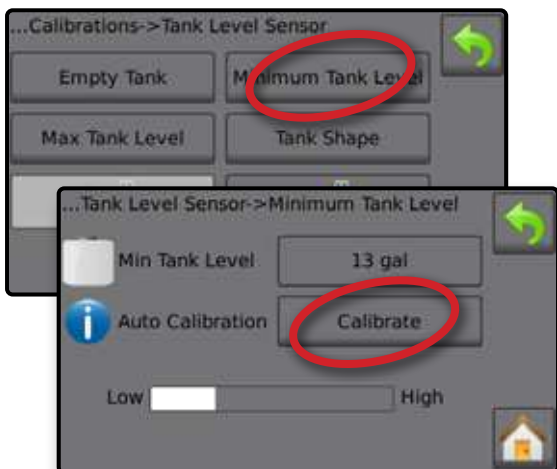 ...Calibrations->Tank Level Sensor
Empty Tank
Minimum Tank Level
Max Tank Level
Tank Shape
...Tank Level Sensor->Minimum Tank Level
Min Tank Level
13 gal
Auto Calibration
Calibrate
Low
High